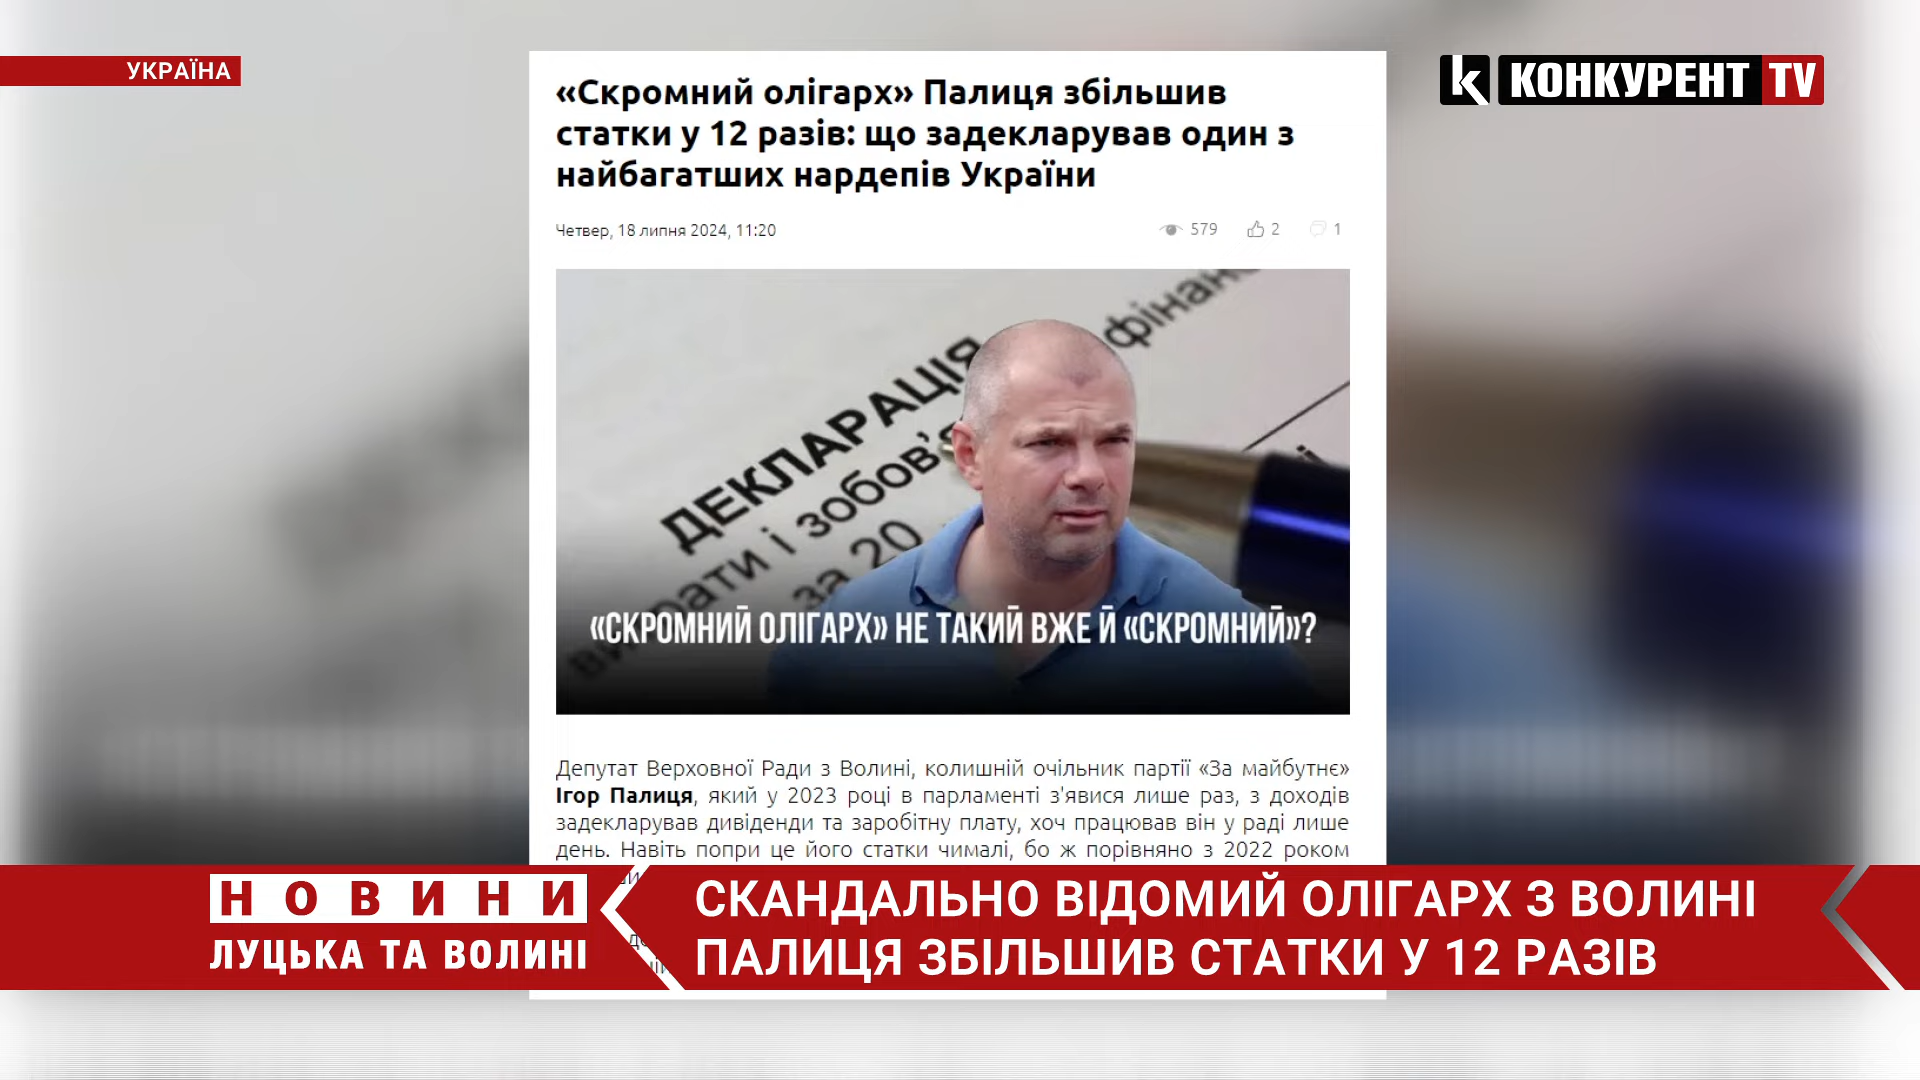 УКРАЇНА
КОНКУРЕНТ TV
«Скромний олігарх» Палиця збільшив
статки у 12 разів: що задекларував один з
найбагатших нардепів України
Четвер, 18 липня 2024, 11:20
579 2 1
ДЕКЛАРАЦІЯ
фінанс
і зобов'я
за 20
«СКРОМНИЙ ОЛІГАРХ» НЕ ТАКИЙ ВЖЕ Й «СКРОМНИЙ»?
Депутат Верховної Ради з Волині, колишній очільник партії «За майбутнє»
Ігор Палиця, який у 2023 році в парламенті з'явися лише раз, з доходів
задекларував дивіденди та заробітну плату, хоч працював він у раді лише
день. Навіть попри це його статки чималі, бо ж порівняно з 2022 роком
НОВИНИ
ЛУЦЬКА ТА ВОЛИНІ
СКАНДАЛЬНО ВІДОМИЙ ОЛІГАРХ З ВОЛИНІ
ПАЛИЦЯ ЗБІЛЬШИВ СТАТКИ У 12 РАЗІВ